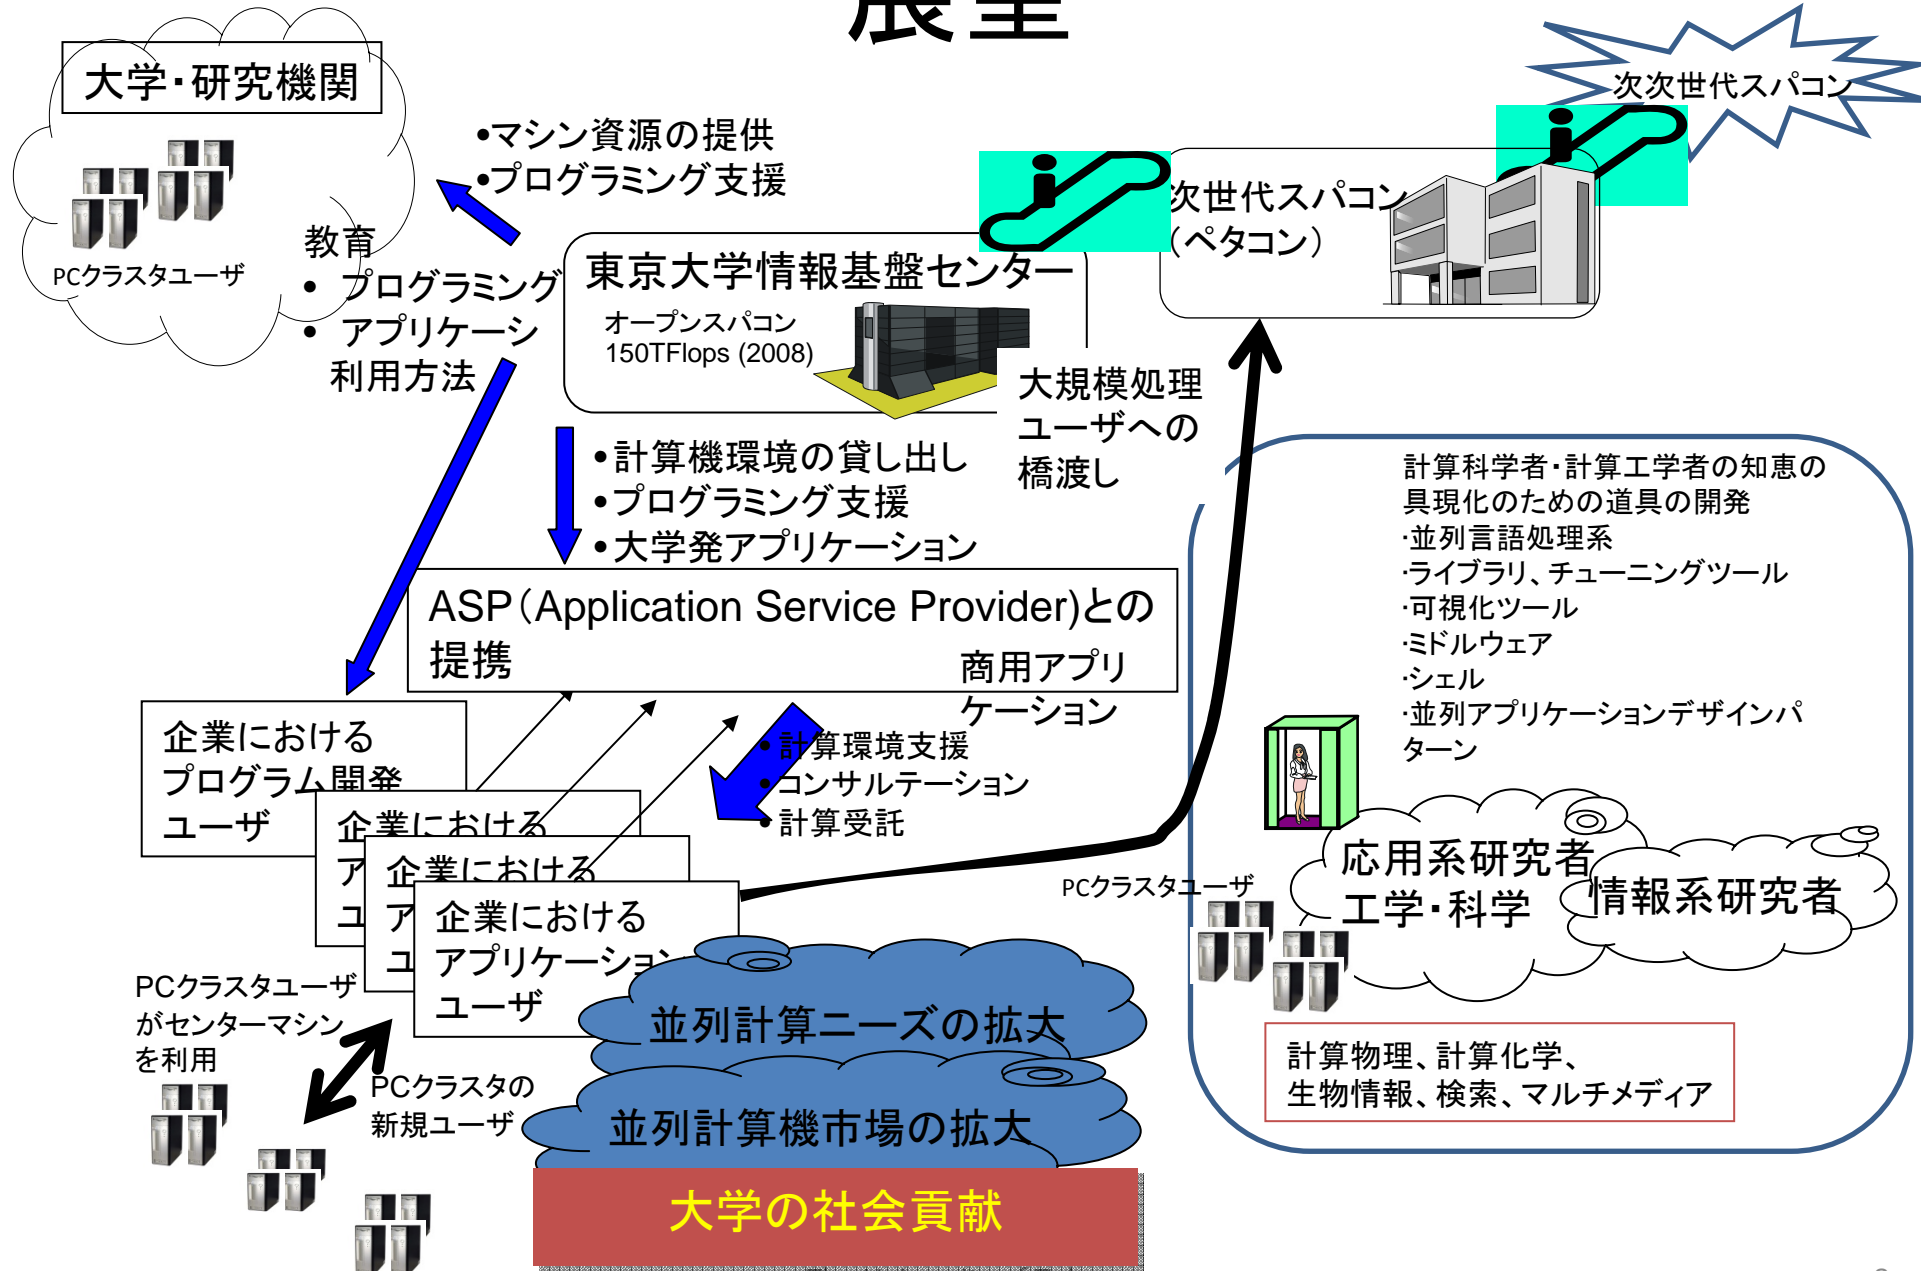 展望
大学・研究機関
PCクラスタユーザ
•マシン資源の提供
•プログラミング支援
次次世代スパコン
次世代スパコン
(ペタコン)
教育
• プログラミング
• アプリケーシ
利用方法
東京大学情報基盤センター
オープンスパコン
150TFlops (2008)
大規模処理
ユーザへの
橋渡し
•計算機環境の貸し出し
•プログラミング支援
•大学発アプリケーション
ASP(Application Service Provider)との
提携
商用アプリ
ケーション
• 計算環境支援
• コンサルテーション
• 計算受託
企業における
プログラム開発
ユーザ
企業における
ア
ユ
企業における
ア
ユ
企業における
アプリケーション
ユーザ
PCクラスタユーザ
がセンターマシン
を利用
PCクラスタの
新規ユーザ
並列計算ニーズの拡大
並列計算機市場の拡大
大学の社会貢献
計算科学者・計算工学者の知恵の
具現化のための道具の開発
・並列言語処理系
・ライブラリ、チューニングツール
・可視化ツール
・ミドルウェア
・シェル
・並列アプリケーションデザインパ
ターン
PCクラスタユーザ
応用系研究者
工学・科学
情報系研究者
計算物理、計算化学、
生物情報、検索、マルチメディア